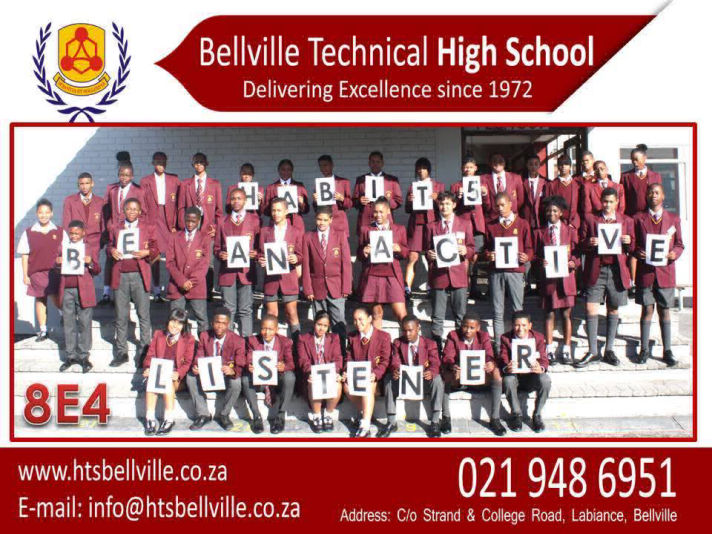 Bellville Technical High School
Delivering Excellence since 1972
HABIT 5
BE AN ACTIVE
LISTENER
8E4
www.htsbellville.co.za
021 948 6951
E-mail: info@htsbellville.co.za
Address: C/o Strand & College Road, Labiance, Bellville